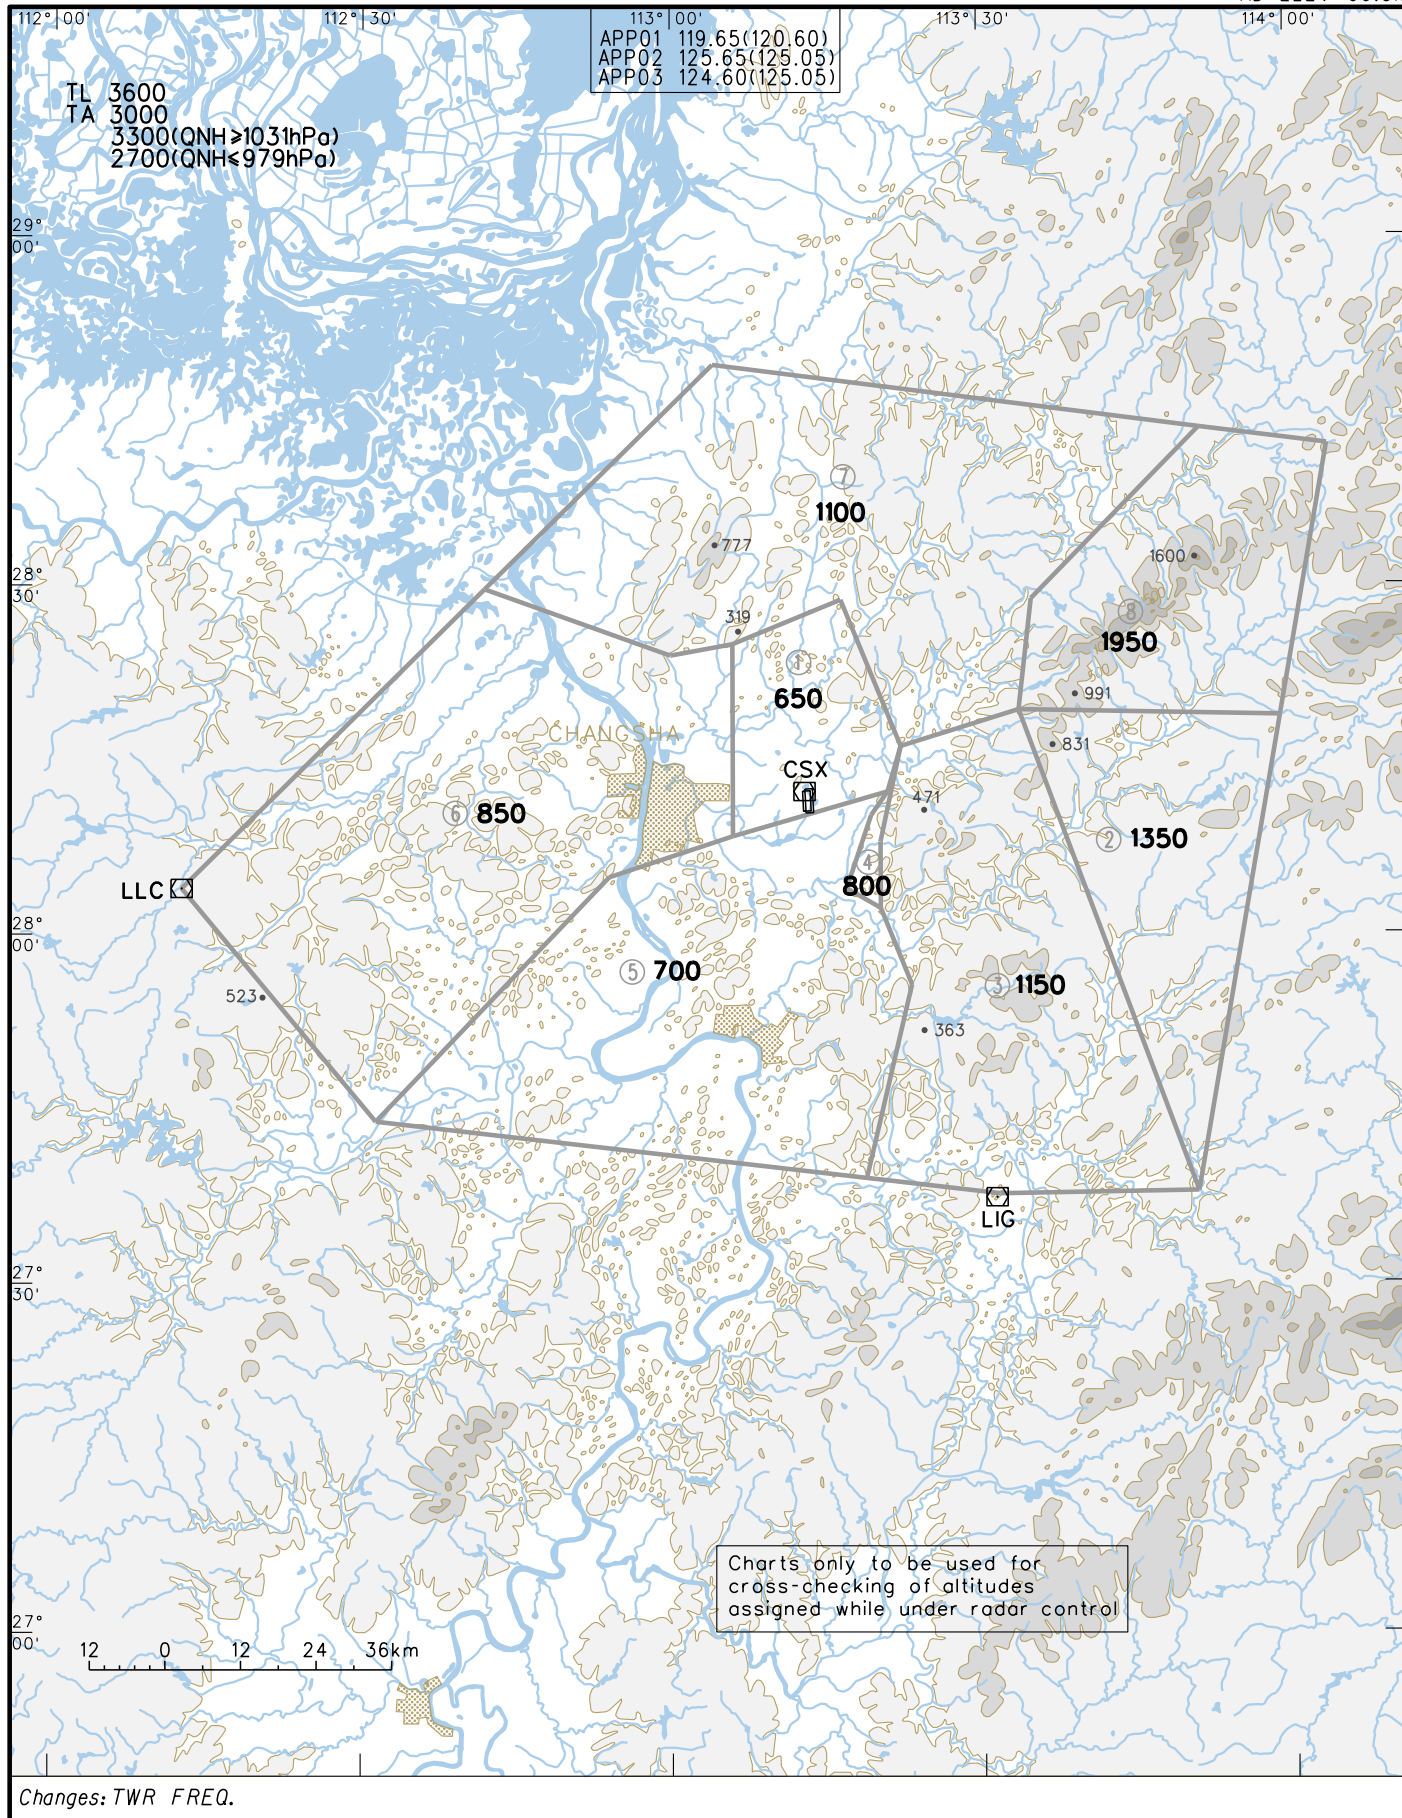 112°00' 112°30' 113°00' 113°30' 114°00'
APP01 119.65(120.60)
APP02 125.65(125.05)
APP03 124.60(125.05)
TL 3600
TA 3000
3300(QNH≥1031hPa)
2700(QNH≤979hPa)
29°
00'
⑦
1100
777
1600
28°
30'
⑧
319
1950
①
650
991
CHANGSHA
831
CSX
471
⑥ 850
② 1350
④
800
LLC
28°
00'
⑤ 700
③ 1150
523
363
LIG
27°
30'
Charts only to be used for
cross-checking of altitudes
assigned while under radar control
27°
00'
12 0 12 24 36km
Changes: TWR FREQ.